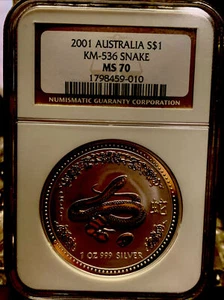 2001 AUSTRALIA S$1
KM-536 SNAKE
MS 70
1798459-010
NUMISMATIC GUARANTY CORPORATION
1 OZ 999 SILVER